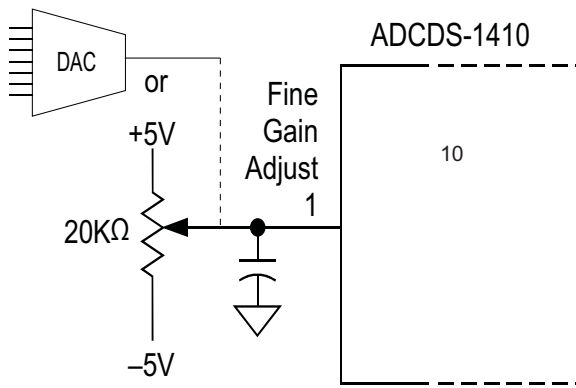 ADCDS-1410
DAC
or
Fine
Gain
Adjust
1
+5V
20KΩ
–5V
10